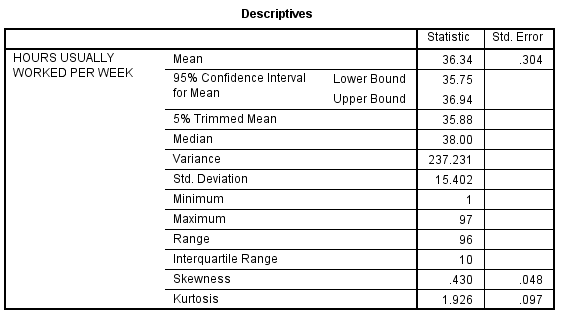 Descriptives
Statistic Std. Error
HOURS USUALLY WORKED PER WEEK
Mean 36.34 .304
95% Confidence Interval for Mean Lower Bound 35.75
Upper Bound 36.94
5% Trimmed Mean 35.88
Median 38.00
Variance 237.231
Std. Deviation 15.402
Minimum 1
Maximum 97
Range 96
Interquartile Range 10
Skewness .430 .048
Kurtosis 1.926 .097